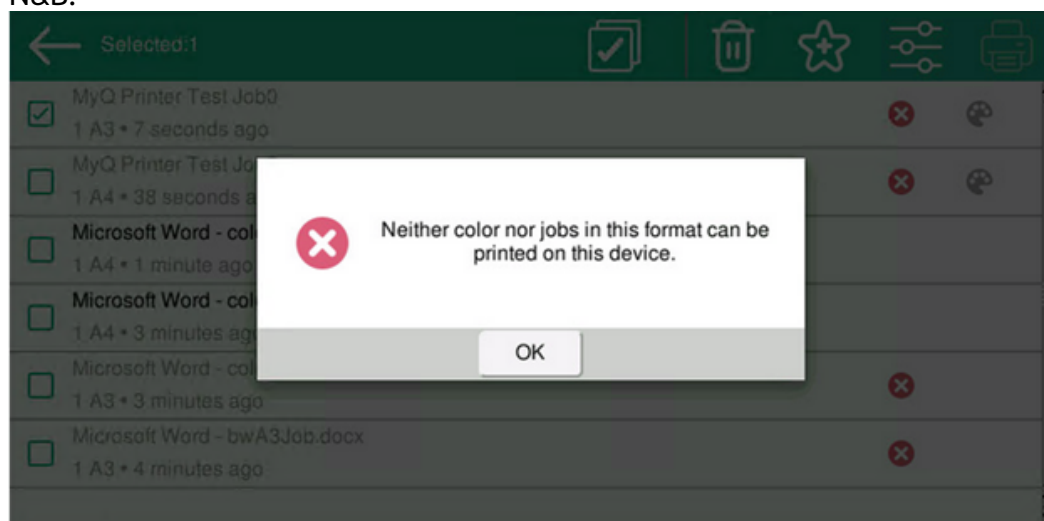 N&B.
Selected:1
MyQ Printer Test Job0
1 A3 • 7 seconds ago
MyQ Printer Test Jo
1 A4 • 38 seconds a
Microsoft Word - col
1 A4 • 1 minute ago
Microsoft Word - col
1 A4 • 3 minutes ag
Microsoft Word - col
1 A3 • 3 minutes ago
Microsoft Word - bwA3Job.docx
1 A3 • 4 minutes ago
Neither color nor jobs in this format can be
printed on this device.
OK